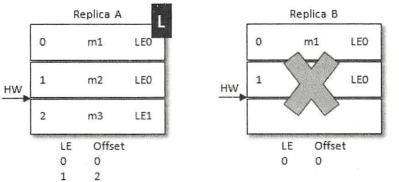 Replica A
L
0 m1 LE0
1 m2 LE0
HW
2 m3 LE1
LE Offset
0 0
1 2
Replica B
0 m1 LE0
1 LE0
HW
LE Offset
0 0